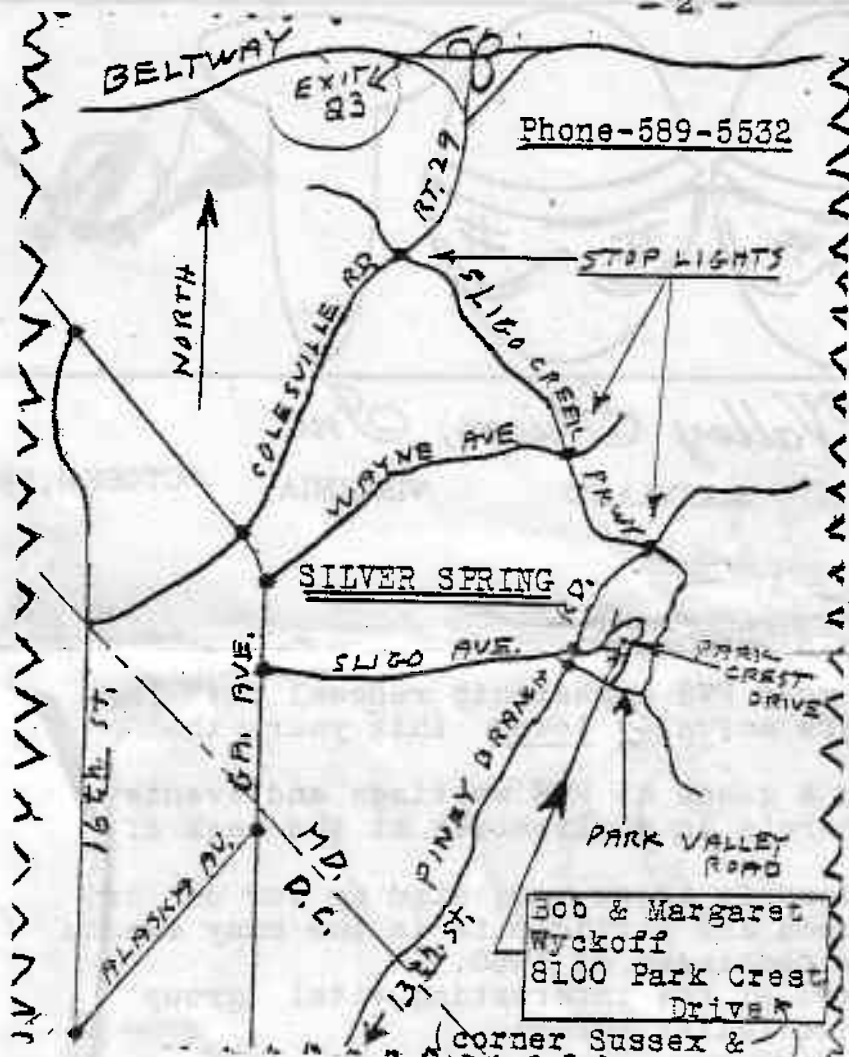 - 2 -
BELTWAY
EXIT
23
Phone-589-5532
RT. 29
STOP LIGHTS
NORTH
COLESVILLE RD
SLIGO CREEK PKWY
WAYNE AVE
SILVER SPRING
SLIGO AVE.
PARK
CREST
DRIVE
16th. ST.
GA. AVE.
PINEY BRANCH RD.
PARK VALLEY
ROAD
MD.
D.C.
ALASKA AV.
13th. ST.
Bob & Margaret
Wyckoff
8100 Park Crest
Drive
(corner Sussex &